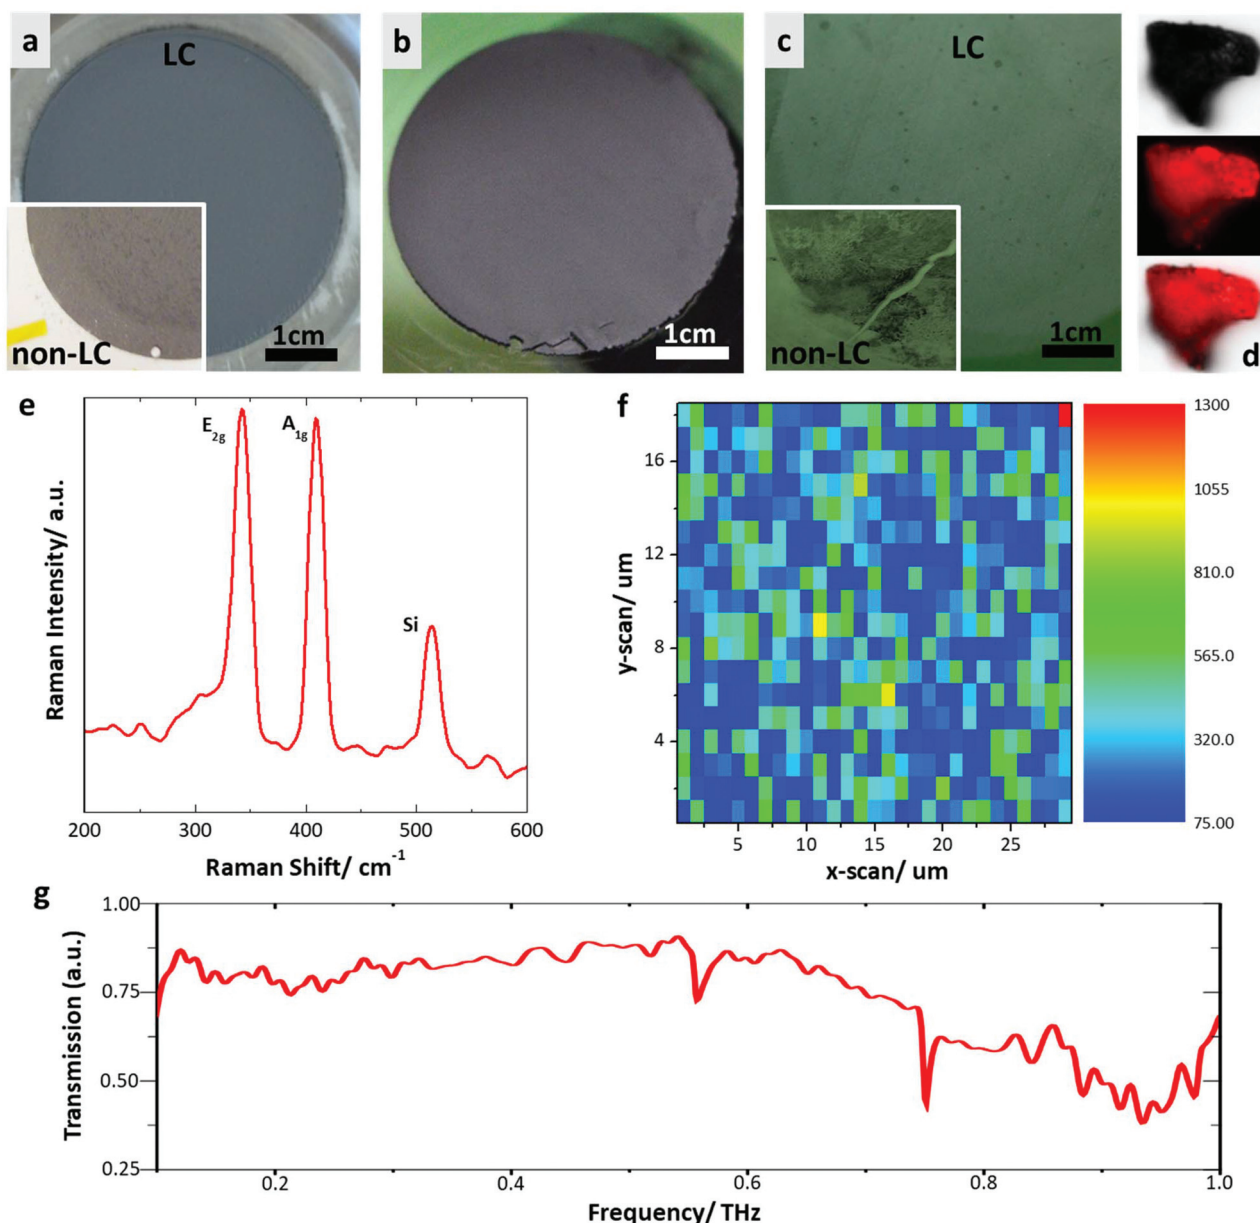 a
LC
non-LC
1cm
b
1cm
c
LC
non-LC
1cm
d
e
E2g
A1g
Si
Raman Intensity/ a.u.
200
300
400
500
600
Raman Shift/ cm-1
f
y-scan/ um
16
12
8
4
5
10
15
20
25
x-scan/ um
1300
1055
810.0
565.0
320.0
75.00
g
Transmission (a.u.)
1.00
0.75
0.50
0.25
0.2
0.4
0.6
0.8
1.0
Frequency/ THz